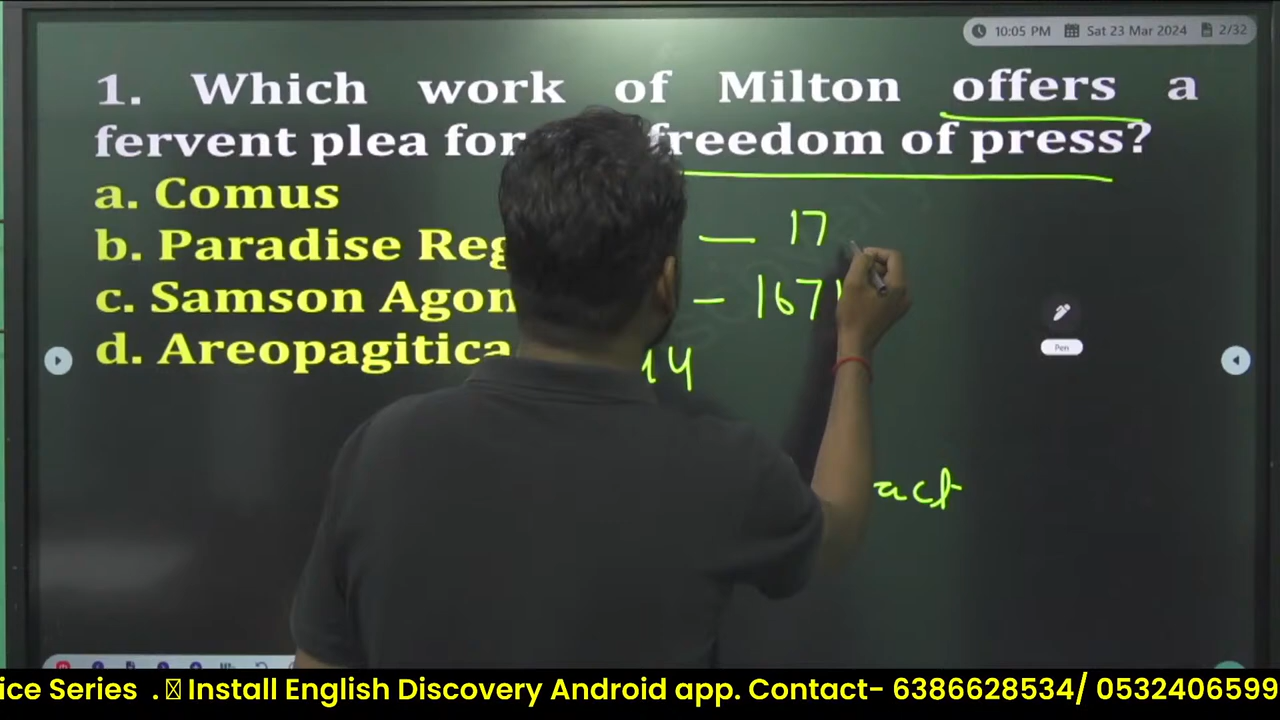 10:05 PM Sat 23 Mar 2024 2/32
1. Which work of Milton offers a
fervent plea for freedom of press?
a. Comus
b. Paradise Reg — 17
c. Samson Agon – 1671
d. Areopagitica 14
act
Pen
ice Series . Install English Discovery Android app. Contact- 6386628534/ 0532406599